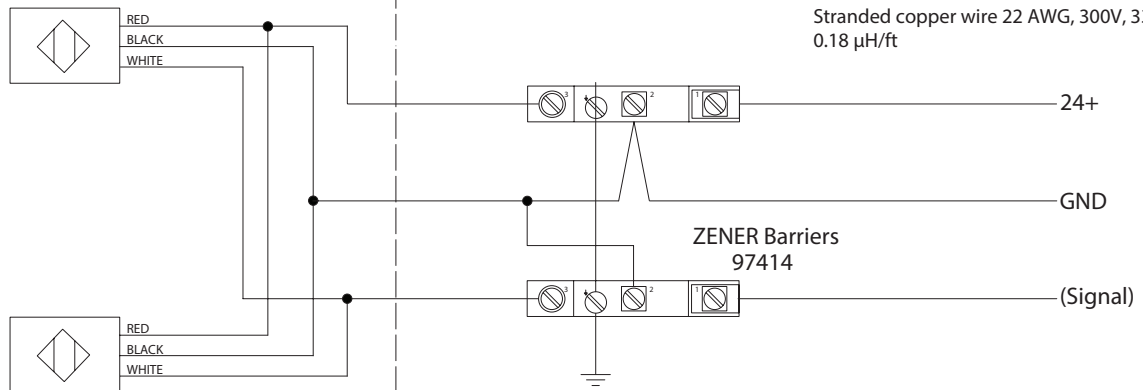 RED
BLACK
WHITE
Stranded copper wire 22 AWG, 300V,
0.18 µH/ft
3
2
1
24+
GND
ZENER Barriers
97414
3
2
1
(Signal)
RED
BLACK
WHITE